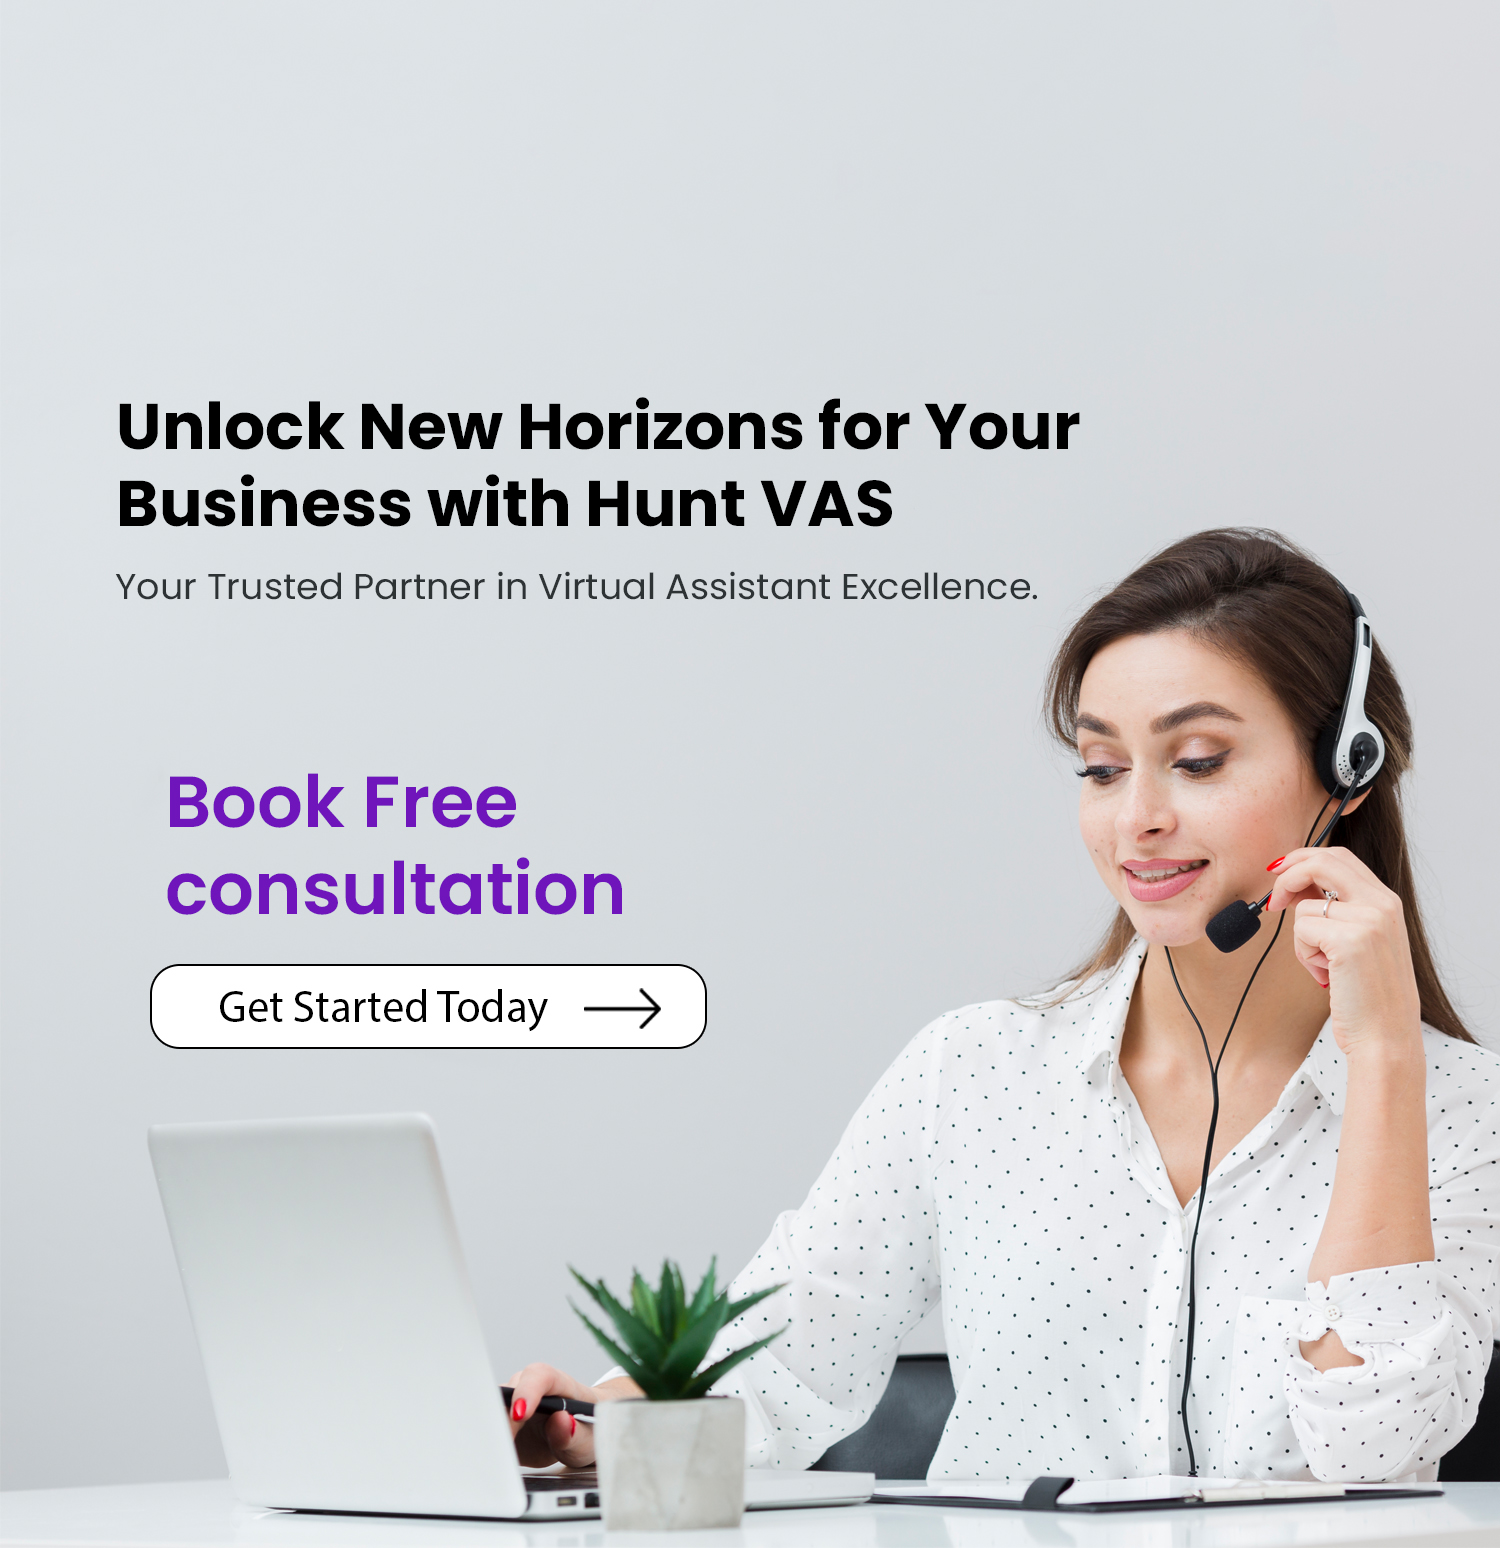 Unlock New Horizons for Your
Business with Hunt VAS
Your Trusted Partner in Virtual Assistant Excellence.
Book Free
consultation
Get Started Today